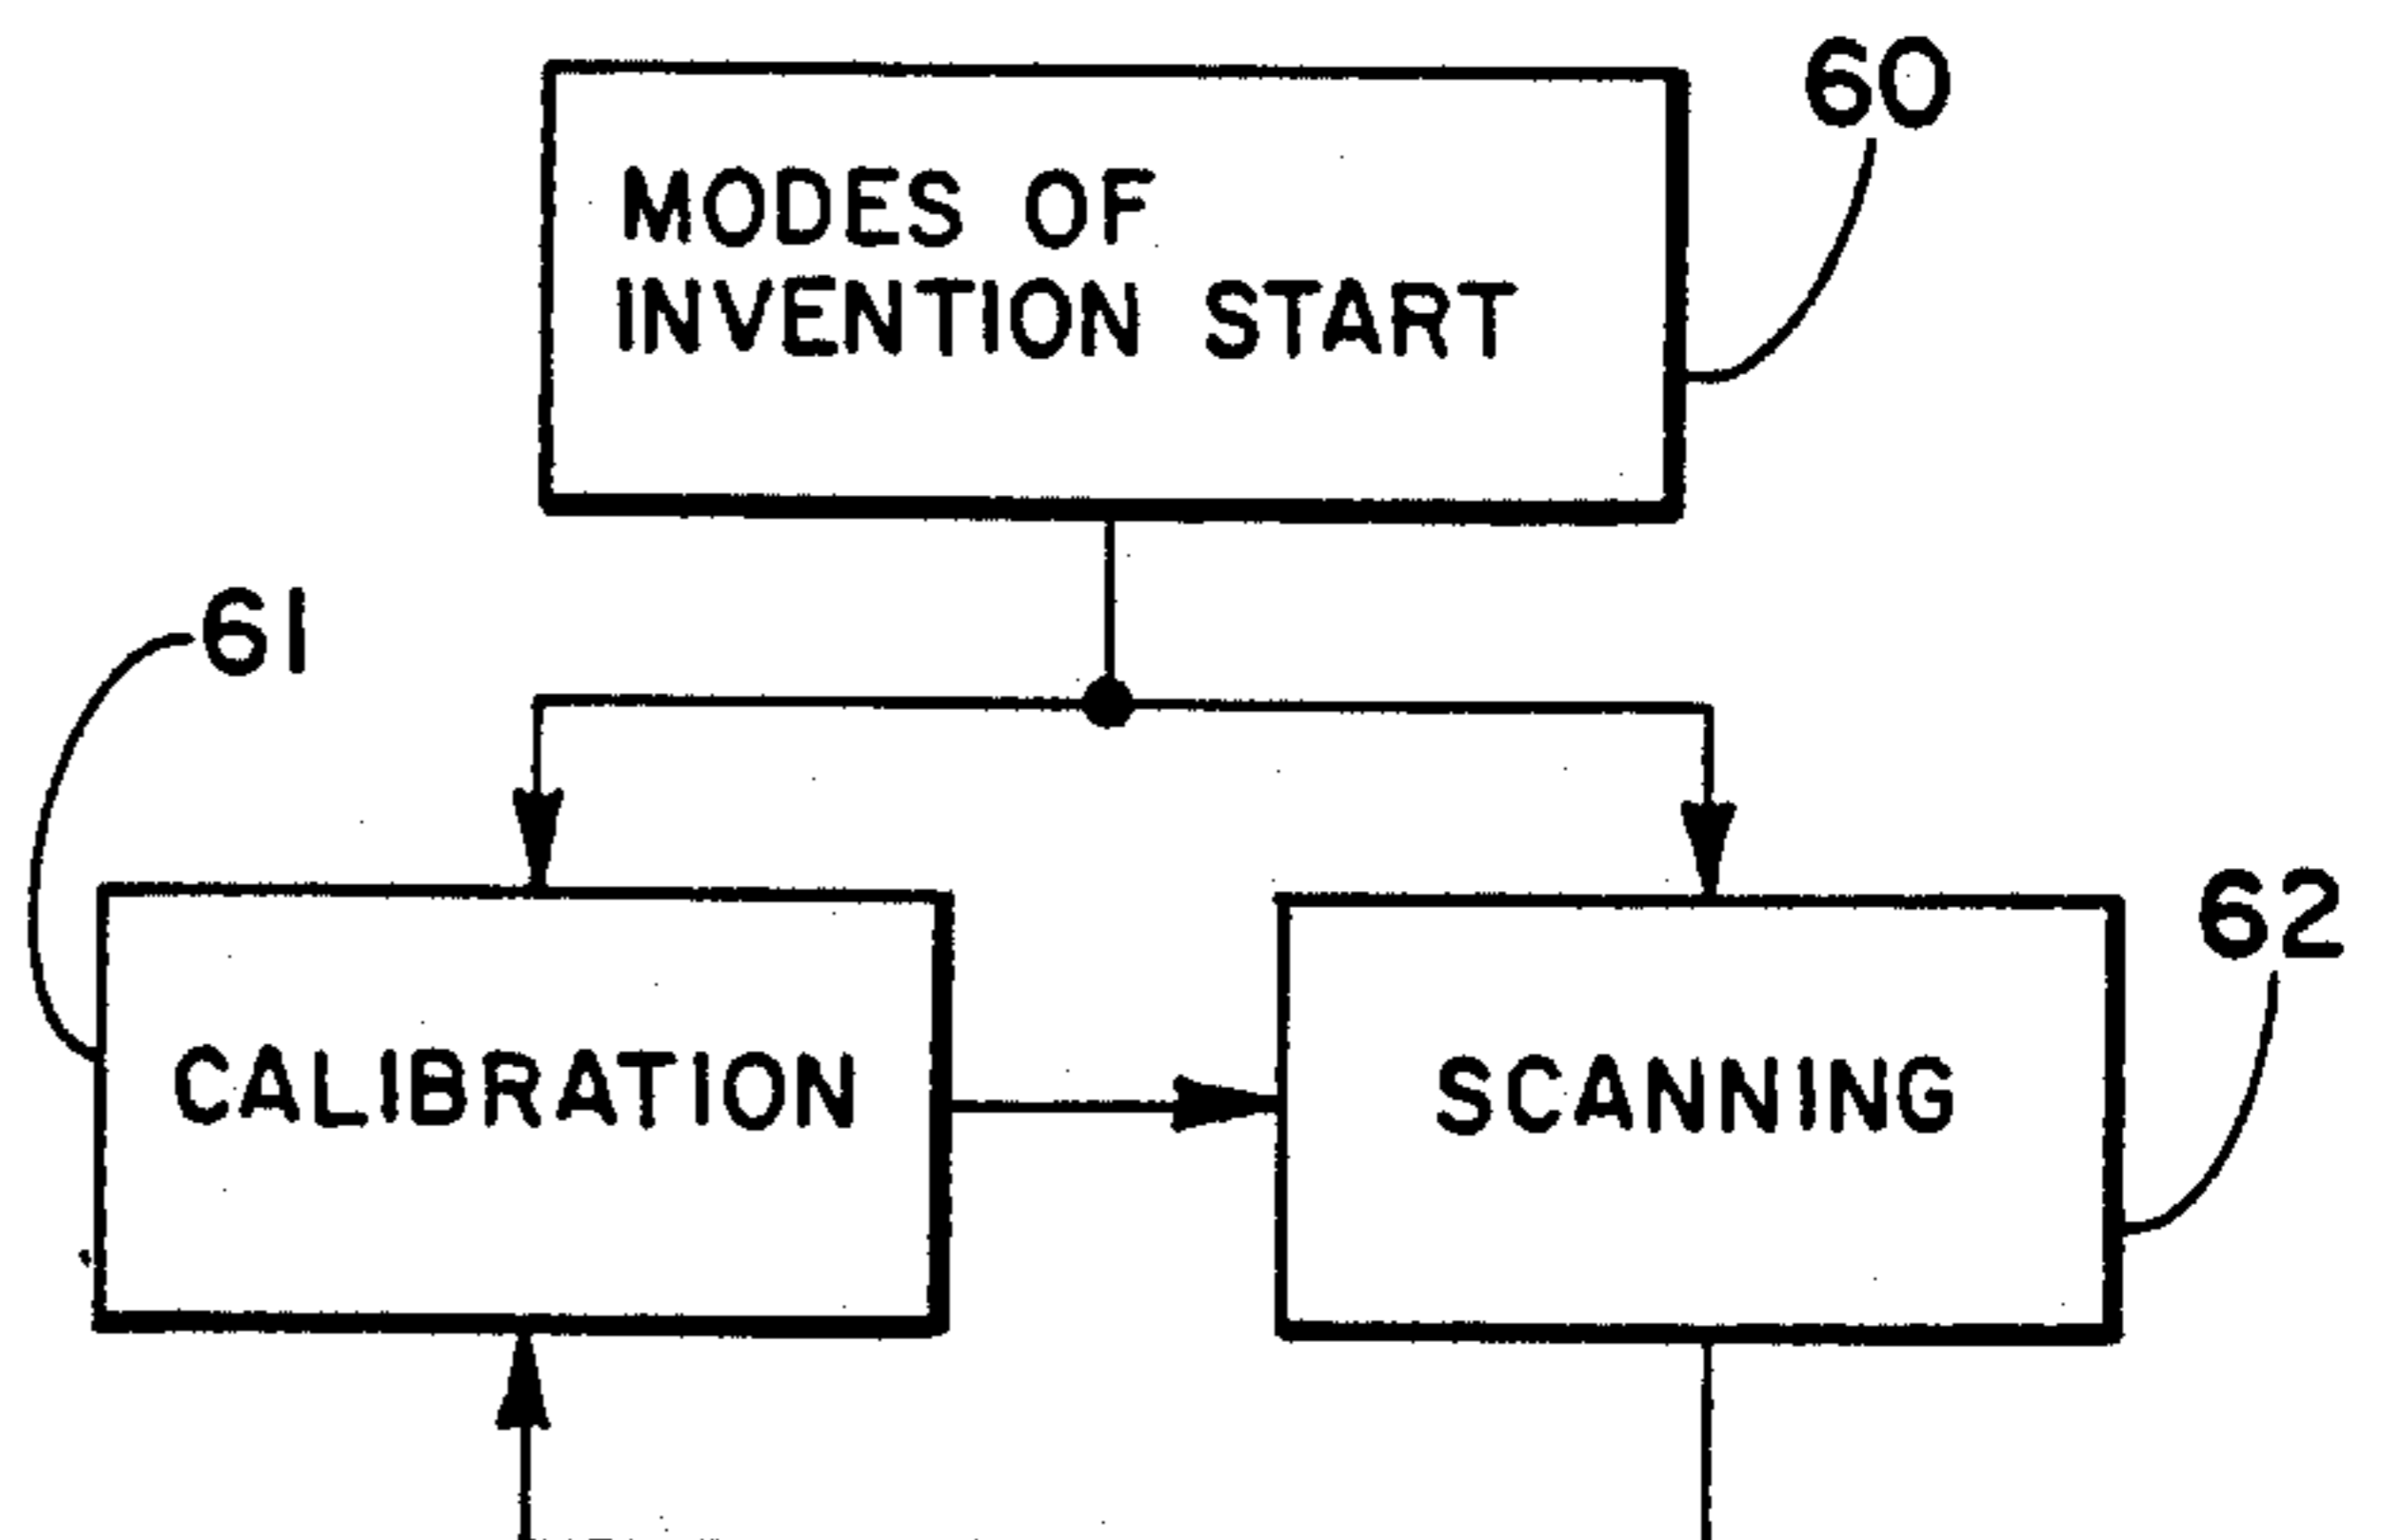 60
MODES OF
INVENTION START
61
62
CALIBRATION
SCANNING